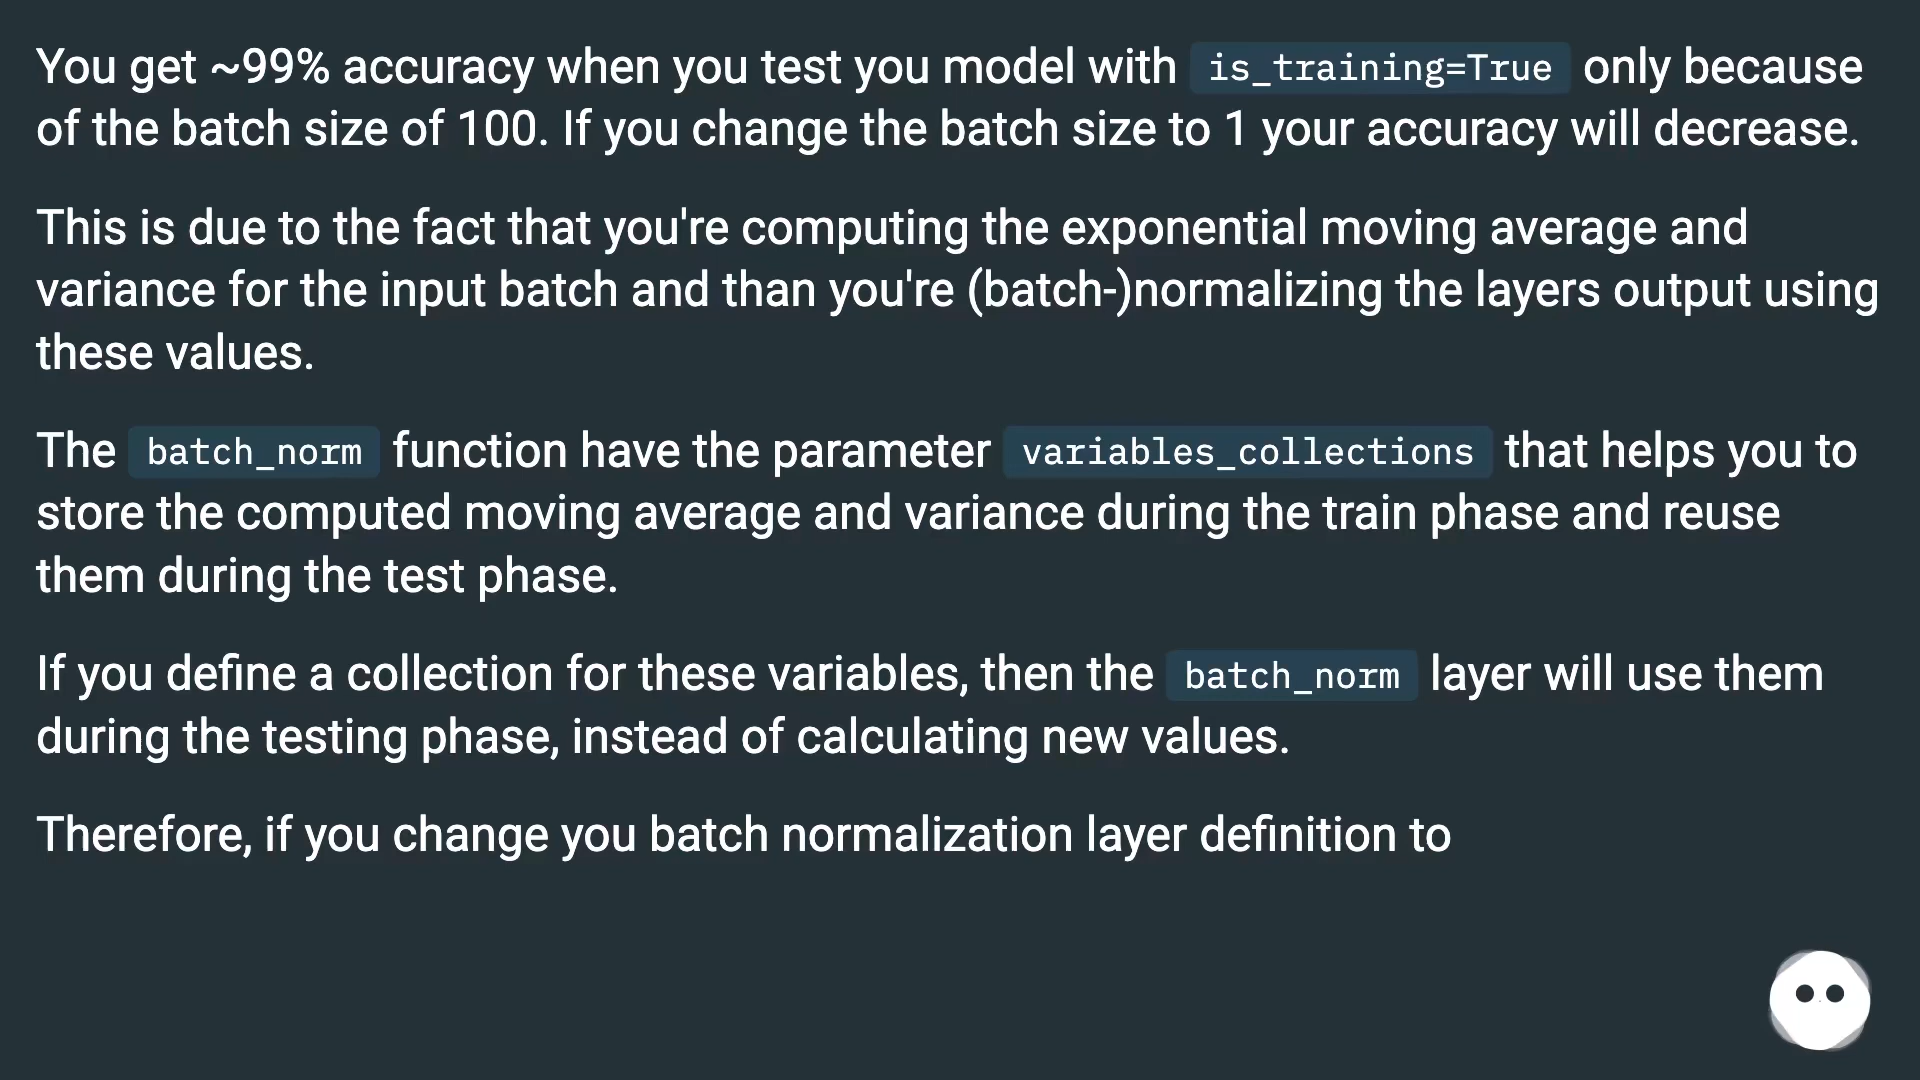 You get ~99% accuracy when you test you model with is_training=True only because
of the batch size of 100. If you change the batch size to 1 your accuracy will decrease.
This is due to the fact that you're computing the exponential moving average and
variance for the input batch and than you're (batch-)normalizing the layers output using
these values.
The batch_norm function have the parameter variables_collections that helps you to
store the computed moving average and variance during the train phase and reuse
them during the test phase.
If you define a collection for these variables, then the batch_norm layer will use them
during the testing phase, instead of calculating new values.
Therefore, if you change you batch normalization layer definition to